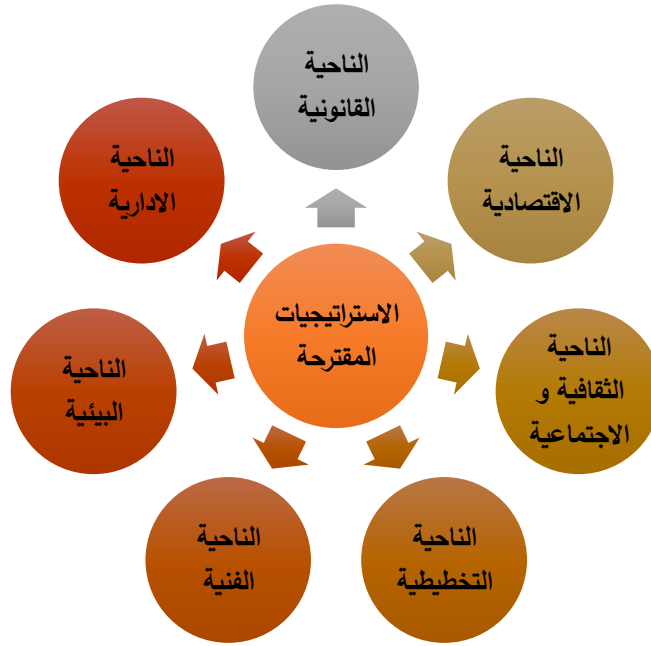 الناحية
القانونية
الناحية
الاقتصادية
الناحية
الثقافية و
الاجتماعية
الناحية
التخطيطية
الناحية
الفنية
الناحية
البيئية
الناحية
الادارية
الاستراتيجيات
المقترحة